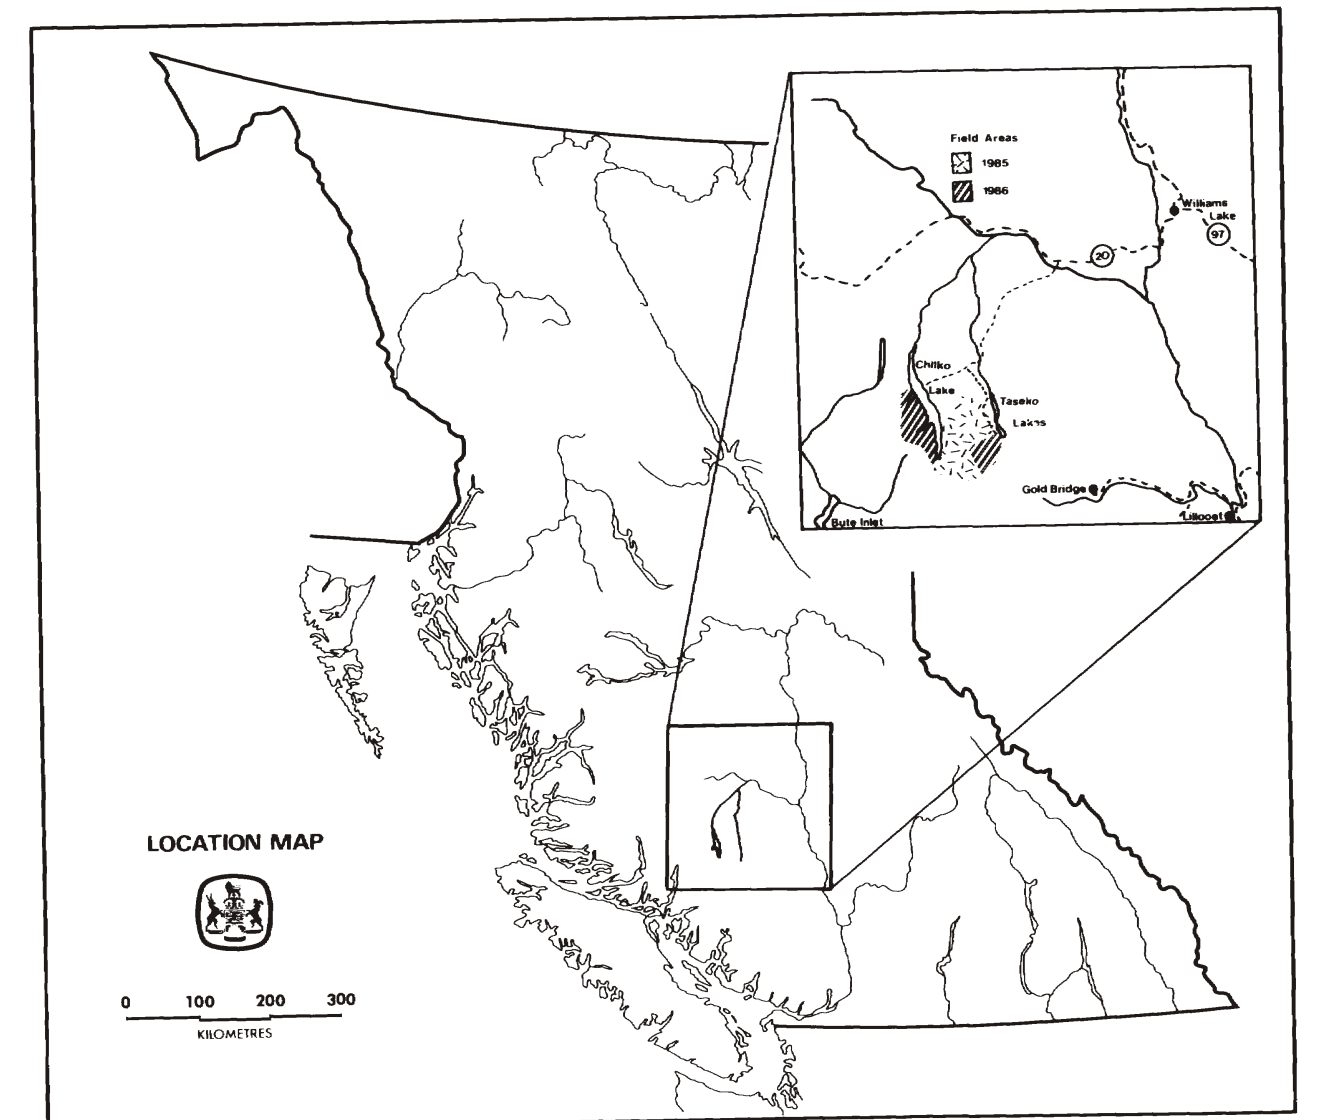 Field Areas
1985
1986
Williams
Lake
97
20
Chilko
Lake
Taseko
Lakes
Gold Bridge
Lillooet
Bute Inlet
LOCATION MAP
0 100 200 300
KILOMETRES